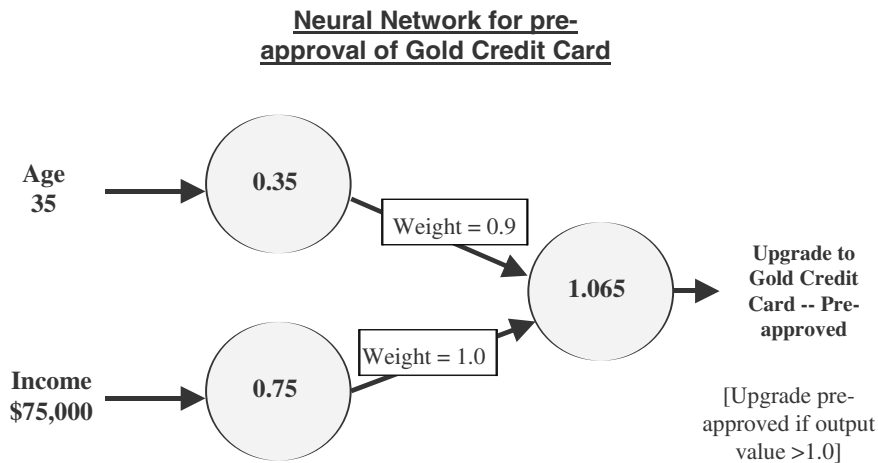 Neural Network for pre-
approval of Gold Credit Card
Age
35
0.35
Weight = 0.9
1.065
Upgrade to
Gold Credit
Card -- Pre-
approved
Income
$75,000
0.75
Weight = 1.0
[Upgrade pre-
approved if output
value >1.0]